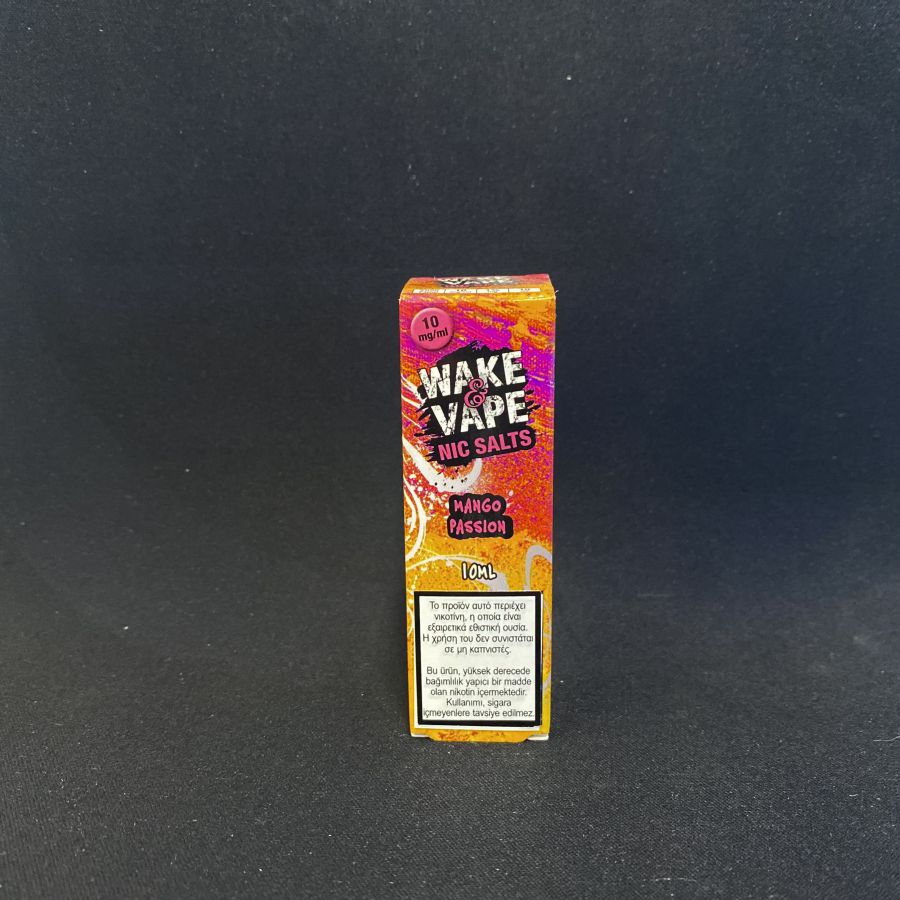 WAKE
VAPE
10
mg/ml
WAKE
&
VAPE
NIC SALTS
MANGO
PASSION
10ML
Το προϊόν αυτό περιέχει
νικοτίνη, η οποία είναι
εξαιρετικά εθιστική ουσία.
Η χρήση του δεν συνιστάται
σε μη καπνιστές.
Bu ürün, yüksek derecede
bağımlılık yapıcı bir madde
olan nikotin içermektedir.
Kullanımı, sigara
içmeyenlere tavsiye edilmez